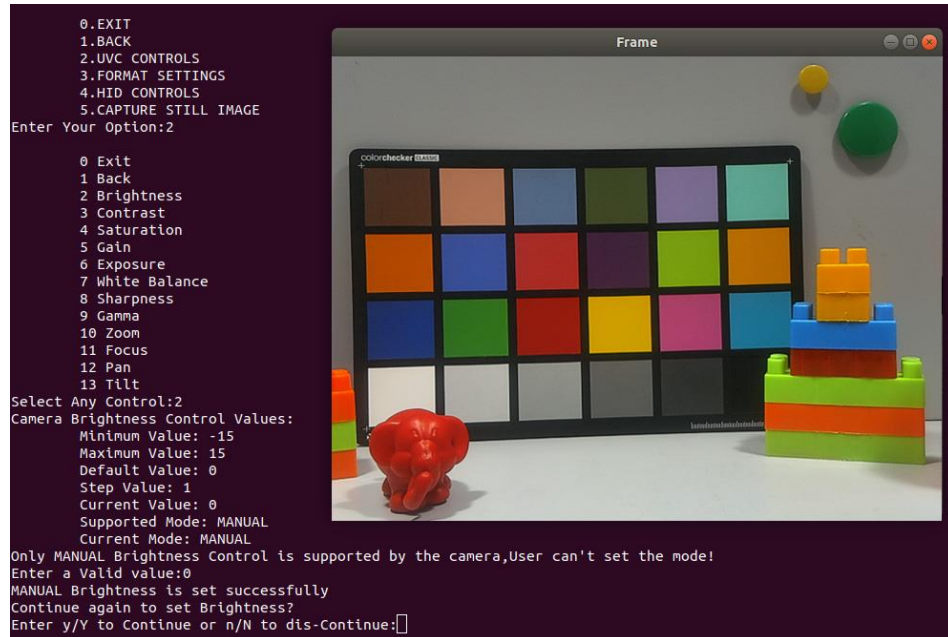 0.EXIT
1.BACK
2.UVC CONTROLS
3.FORMAT SETTINGS
4.HID CONTROLS
5.CAPTURE STILL IMAGE
Enter Your Option:2
0 Exit
1 Back
2 Brightness
3 Contrast
4 Saturation
5 Gain
6 Exposure
7 White Balance
8 Sharpness
9 Gamma
10 Zoom
11 Focus
12 Pan
13 Tilt
Select Any Control:2
Camera Brightness Control Values:
Minimum Value: -15
Maximum Value: 15
Default Value: 0
Step Value: 1
Current Value: 0
Supported Mode: MANUAL
Current Mode: MANUAL
Only MANUAL Brightness Control is supported by the camera,User can't set the mode!
Enter a Valid value:0
MANUAL Brightness is set successfully
Continue again to set Brightness?
Enter y/Y to Continue or n/N to dis-Continue:
Frame
colorchecker CLASSIC